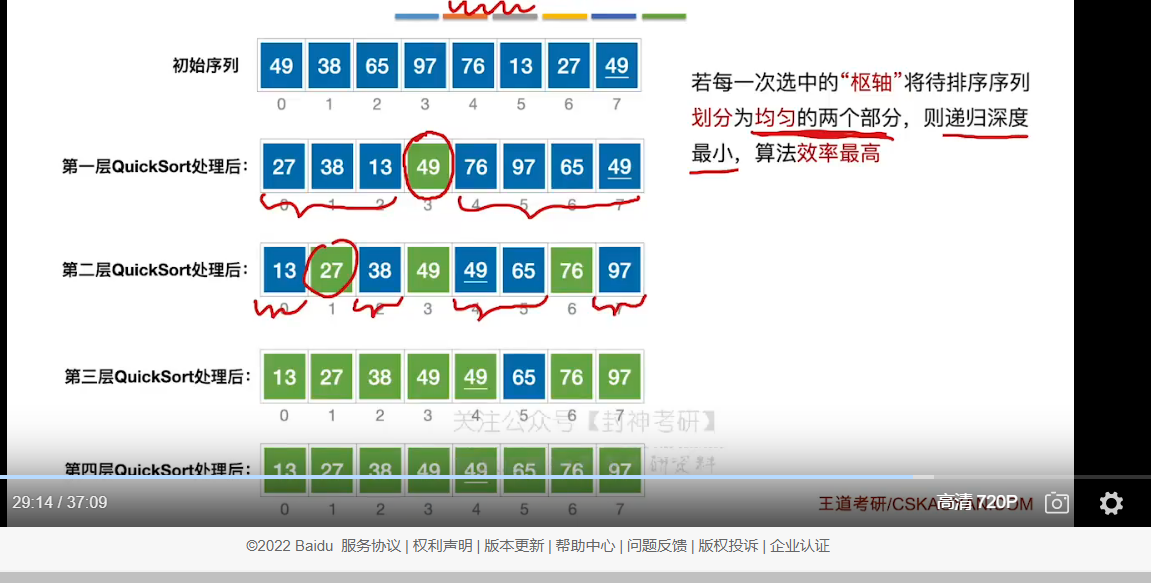 初始序列 49 38 65 97 76 13 27 49
0 1 2 3 4 5 6 7
若每一次选中的“枢轴”将待排序序列
划分为均匀的两个部分，则递归深度
最小，算法效率最高
第一层QuickSort处理后： 27 38 13 49 76 97 65 49
0 1 2 3 4 5 6 7
第二层QuickSort处理后： 13 27 38 49 49 65 76 97
0 1 2 3 4 5 6 7
第三层QuickSort处理后： 13 27 38 49 49 65 76 97
0 1 2 3 4 5 6 7
关注公众号【封神考研】
第四层QuickSort处理后： 13 27 38 49 49 65 76 97
0 1 2 3 4 5 6 7
29:14 / 37:09
王道考研/CSKAOYAN.COM
高清 720P
©2022 Baidu 服务协议 | 权利声明 | 版本更新 | 帮助中心 | 问题反馈 | 版权投诉 | 企业认证